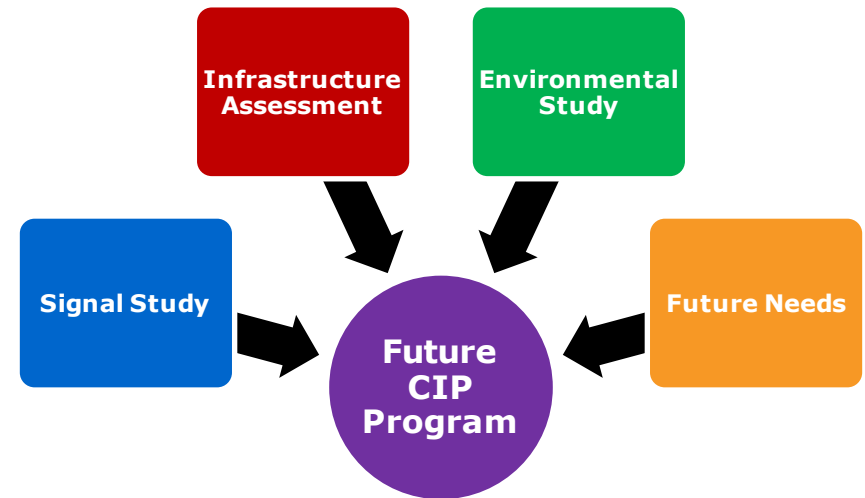 Infrastructure
Assessment
Environmental
Study
Signal Study
Future Needs
Future
CIP
Program